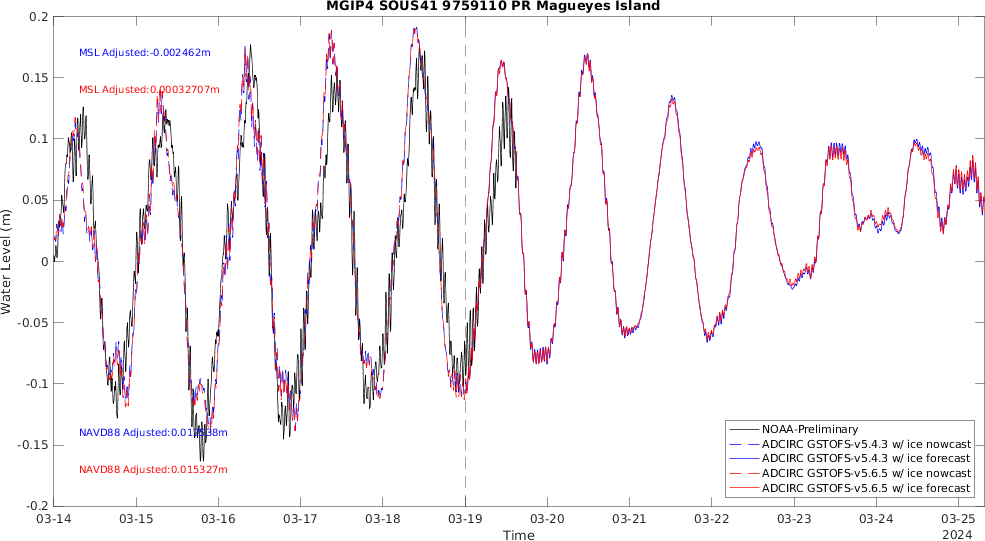 MGIP4 SOUS41 9759110 PR Magueyes Island
0.2
0.15
0.1
0.05
0
-0.05
-0.1
-0.15
-0.2
Water Level (m)
MSL Adjusted:-0.002462m
MSL Adjusted:0.00032707m
NAVD88 Adjusted:
NAVD88 Adjusted:0.015327m
NOAA-Preliminary
ADCIRC GSTOFS-v5.4.3 w/ ice nowcast
ADCIRC GSTOFS-v5.4.3 w/ ice forecast
ADCIRC GSTOFS-v5.6.5 w/ ice nowcast
ADCIRC GSTOFS-v5.6.5 w/ ice forecast
03-14 03-15 03-16 03-17 03-18 03-19 03-20 03-21 03-22 03-23 03-24 03-25
Time
2024